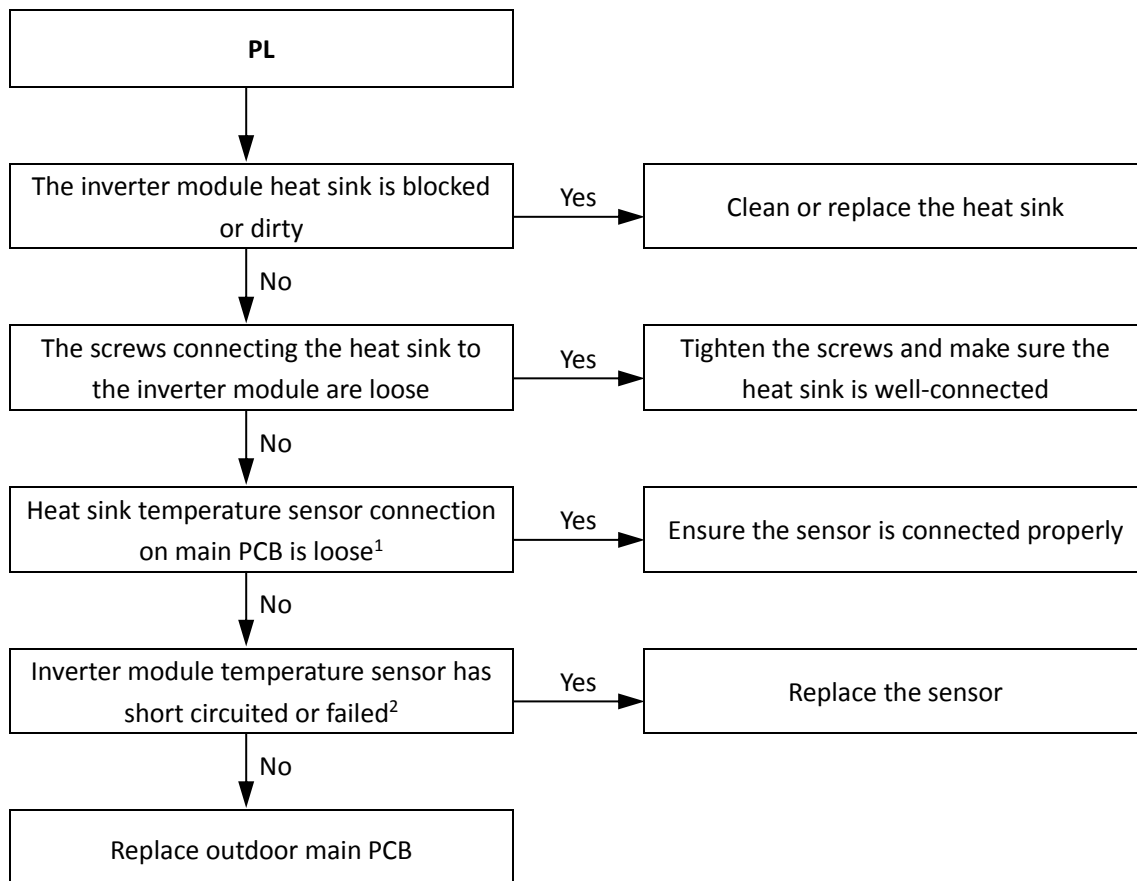 PL
The inverter module heat sink is blocked
or dirty
Yes
Clean or replace the heat sink
No
The screws connecting the heat sink to
the inverter module are loose
Yes
Tighten the screws and make sure the
heat sink is well-connected
No
Heat sink temperature sensor connection
on main PCB is loose¹
Yes
Ensure the sensor is connected properly
No
Inverter module temperature sensor has
short circuited or failed²
Yes
Replace the sensor
No
Replace outdoor main PCB